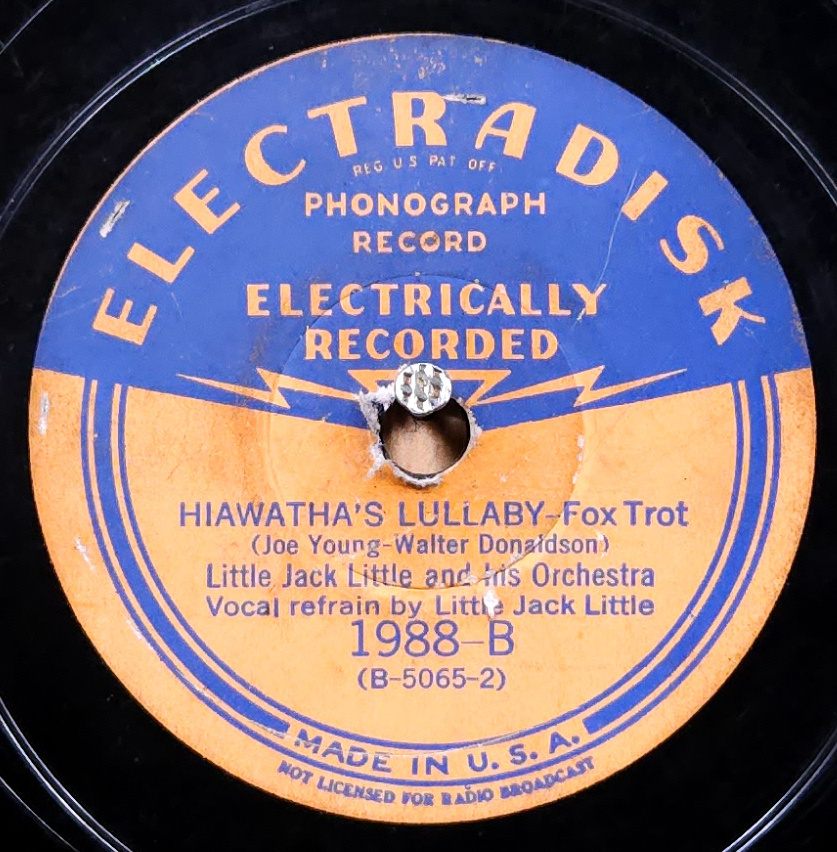 ELECTRADISK
REG. U.S. PAT. OFF.
PHONOGRAPH
RECORD
ELECTRICALLY
RECORDED
HIAWATHA'S LULLABY-Fox Trot
(Joe Young-Walter Donaldson)
Little Jack Little and his Orchestra
Vocal refrain by Little Jack Little
1988-B
(B-5065-2)
MADE IN U.S.A.
NOT LICENSED FOR RADIO BROADCAST